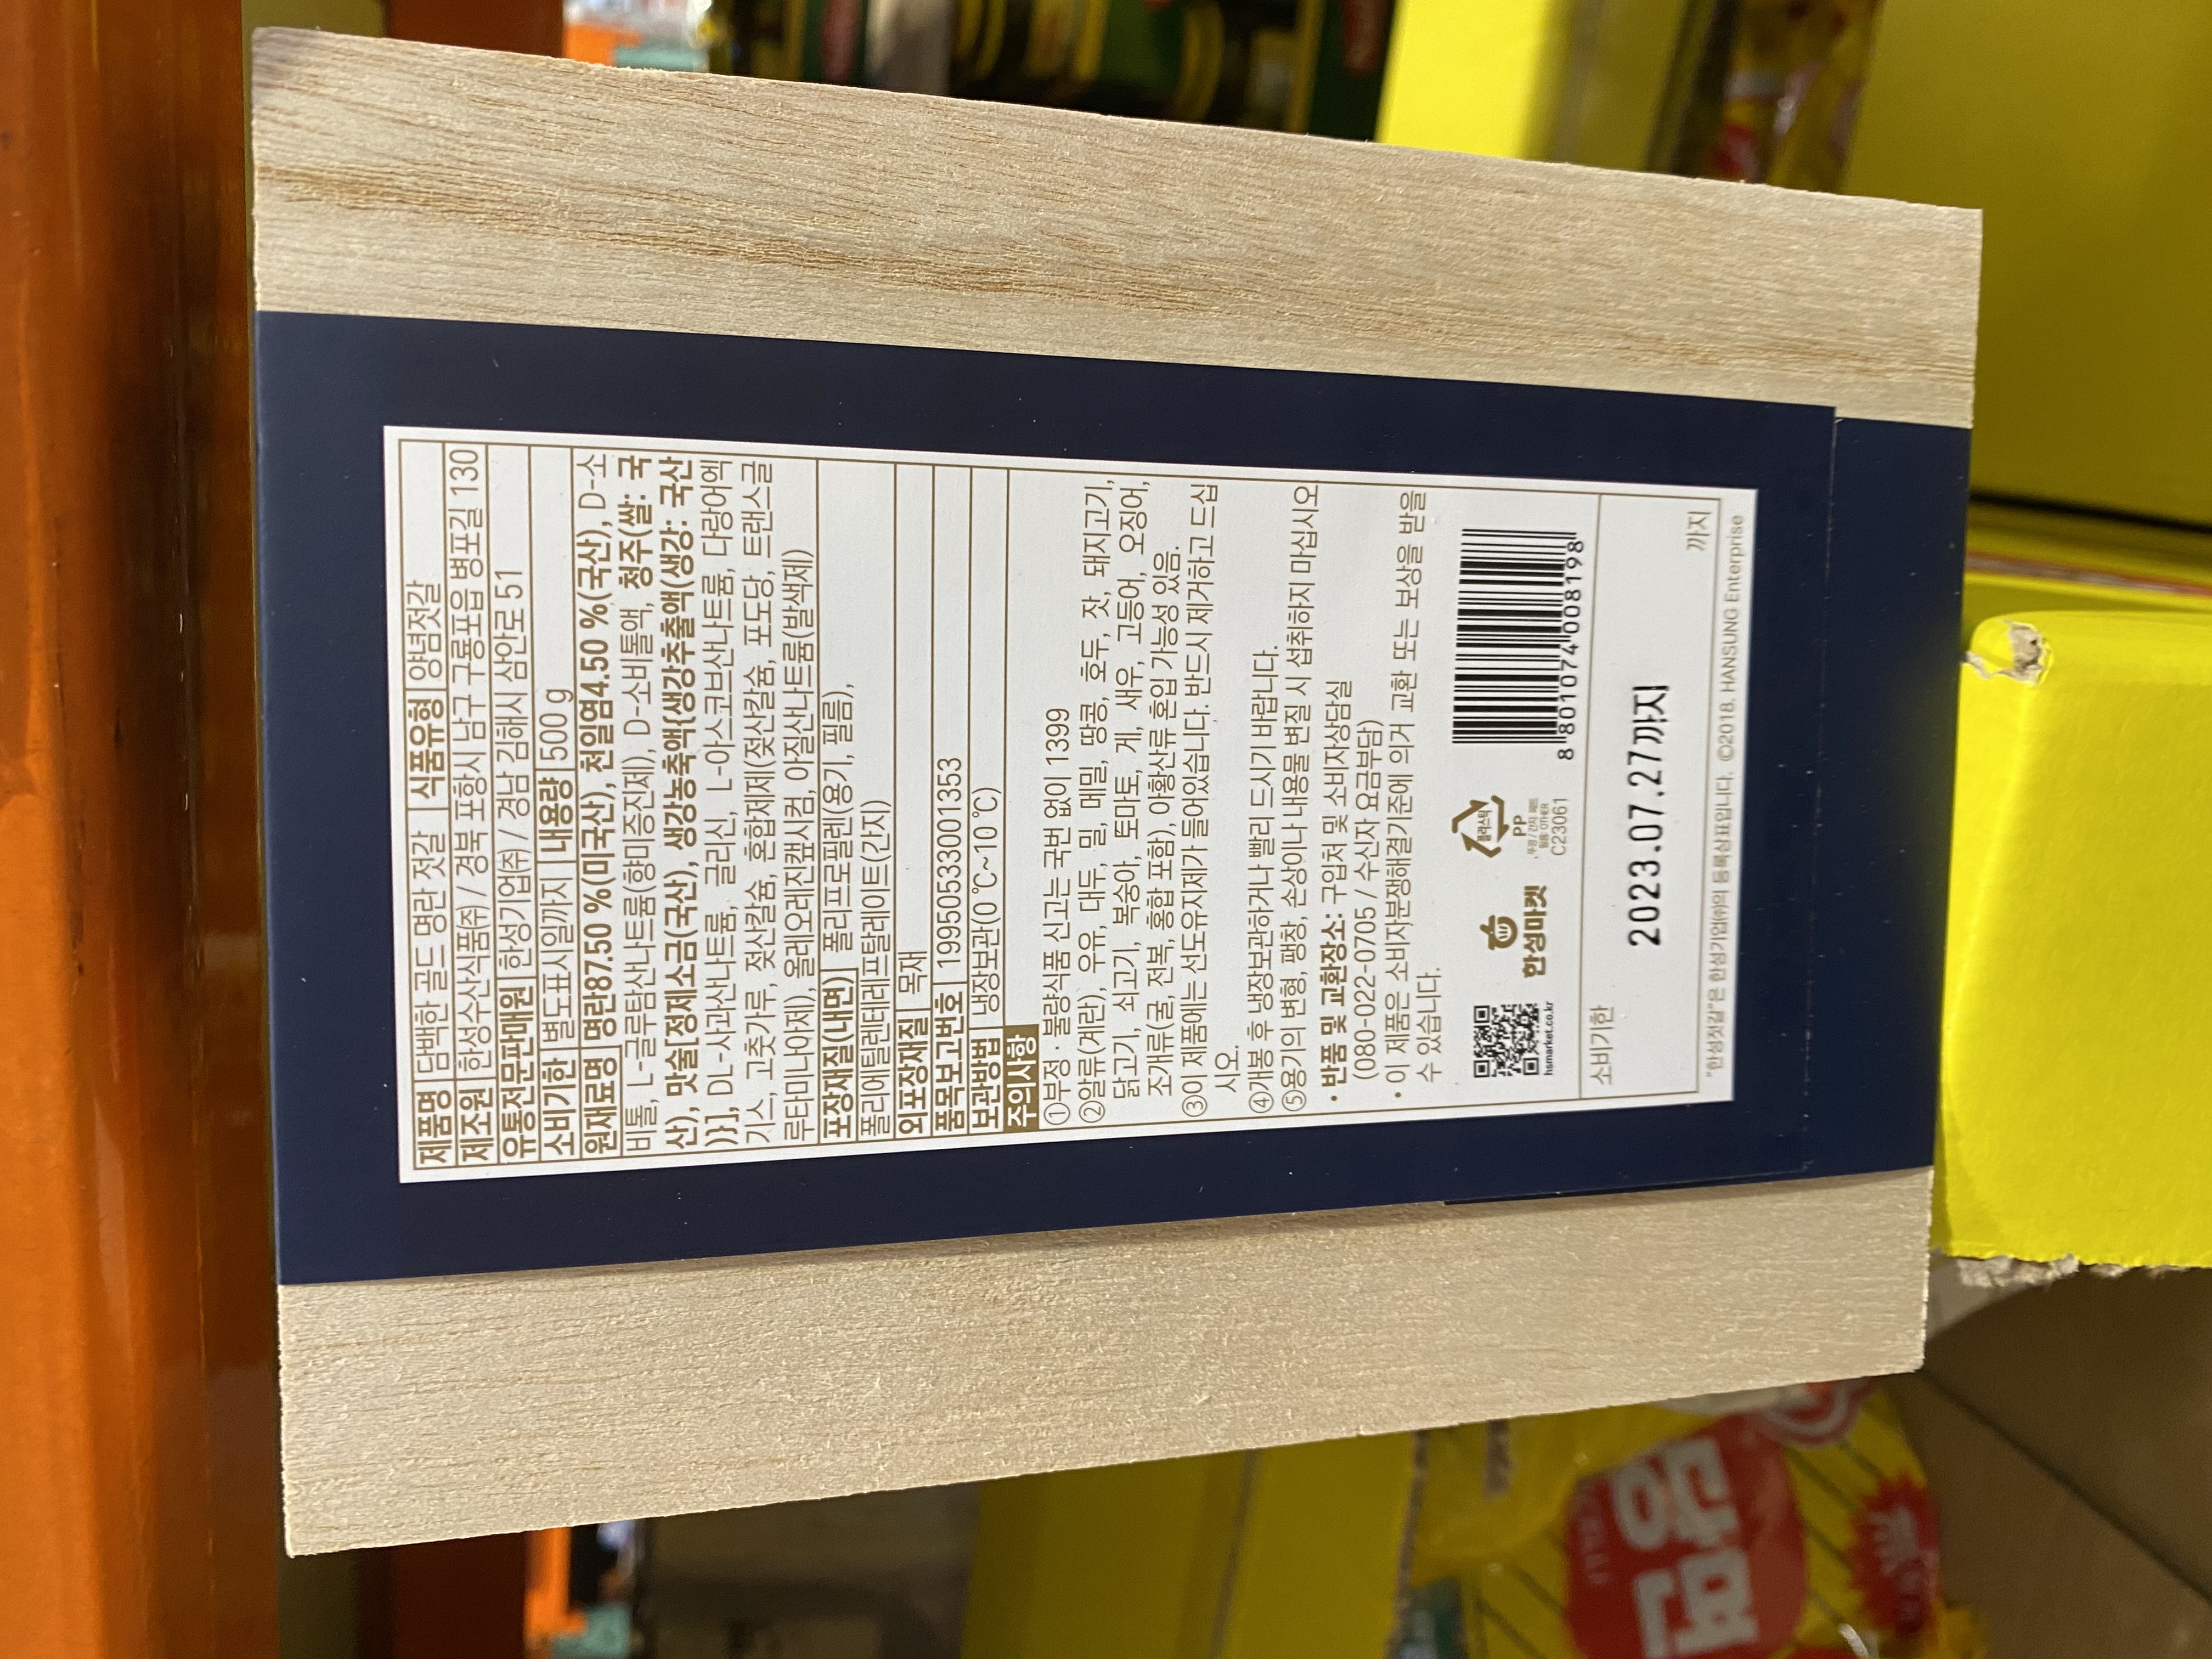 제품명 담백한 골드 명란 젓갈 식품유형 양념젓갈
제조원 한성수산식품㈜ / 경북 포항시 남구 구룡포읍 병포길 130
유통전문판매원 한성기업㈜ / 경남 김해시 삼안로 51
소비기한 별도표시일까지 내용량 500 g
원재료명 명란87.50 %(미국산), 천일염4.50 %(국산), D-소
비톨, L-글루탐산나트륨(향미증진제), D-소비톨액, 청주(쌀: 국
산), 맛술[정제소금(국산), 생강농축액{생강추출액(생강: 국산
)}], DL-사과산나트륨, 글리신, L-아스코브산나트륨, 다랑어엑
기스, 고춧가루, 젖산칼슘, 혼합제제(젖산칼슘, 포도당, 트랜스글
루타미나아제), 올레오레진캪시컴, 아질산나트륨(발색제)
포장재질(내면) 폴리프로필렌(용기, 필름),
폴리에틸렌테레프탈레이트(간지)
외포장재질 목재
품목보고번호 19950533001353
보관방법 냉장보관(0 ℃~10 ℃)
주의사항
①부정 · 불량식품 신고는 국번 없이 1399
②알류(계란), 우유, 대두, 밀, 메밀, 땅콩, 호두, 잣, 돼지고기,
닭고기, 쇠고기, 복숭아, 토마토, 게, 새우, 고등어, 오징어,
조개류(굴, 전복, 홍합 포함), 아황산류 혼입 가능성 있음.
③이 제품에는 선도유지제가 들어있습니다. 반드시 제거하고 드십
시오.
④개봉 후 냉장보관하거나 빨리 드시기 바랍니다.
⑤용기의 변형, 팽창, 손상이나 내용물 변질 시 섭취하지 마십시오
• 반품 및 교환장소: 구입처 및 소비자상담실
(080-022-0705 / 수신자 요금부담)
• 이 제품은 소비자분쟁해결기준에 의거 교환 또는 보상을 받을
수 있습니다.
hsmarket.co.kr
한성마켓
플라스틱
PP
C23061
8 801074 008198
소비기한
2023.07.27까지
까지
"한성젓갈"은 한성기업㈜의 등록상표입니다. ©2018. HANSUNG Enterprise
당면